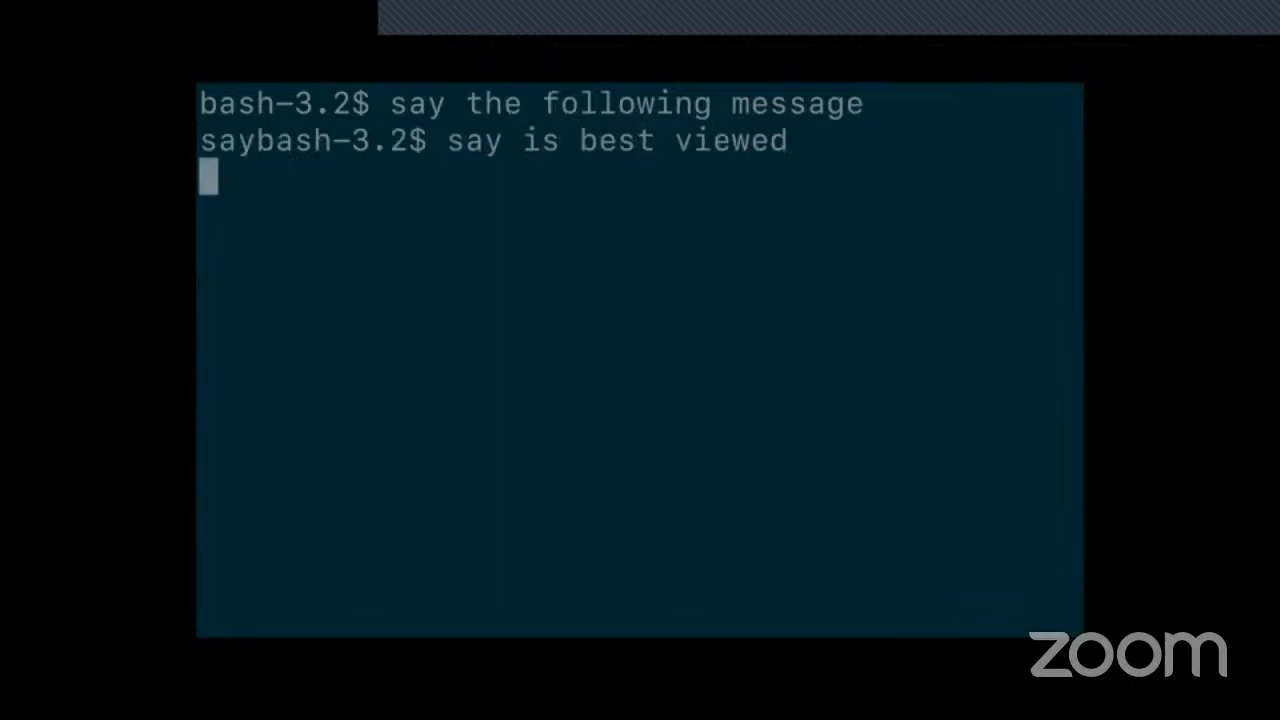 bash-3.2$ say the following message
saybash-3.2$ say is best viewed
zoom